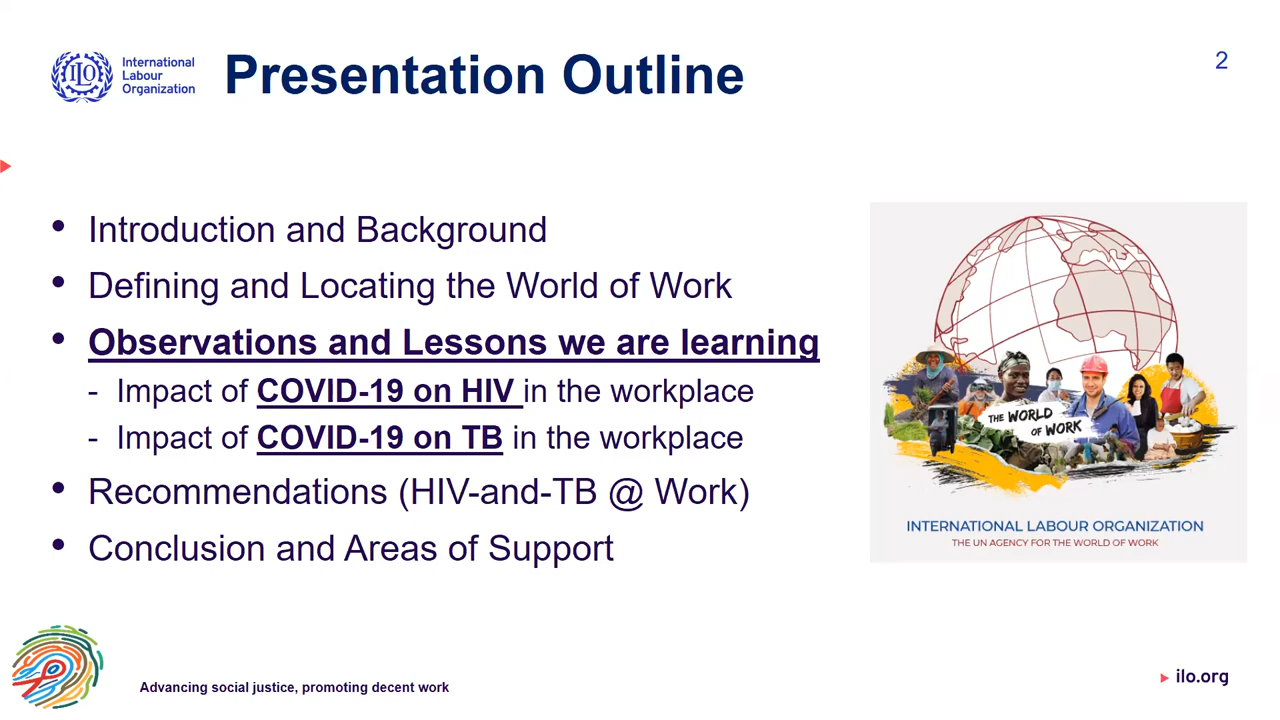 ILO
International
Labour
Organization
Presentation Outline
2
• Introduction and Background
• Defining and Locating the World of Work
• Observations and Lessons we are learning
- Impact of COVID-19 on HIV in the workplace
- Impact of COVID-19 on TB in the workplace
• Recommendations (HIV-and-TB @ Work)
• Conclusion and Areas of Support
THE WORLD
OF WORK
INTERNATIONAL LABOUR ORGANIZATION
THE UN AGENCY FOR THE WORLD OF WORK
Advancing social justice, promoting decent work
ilo.org